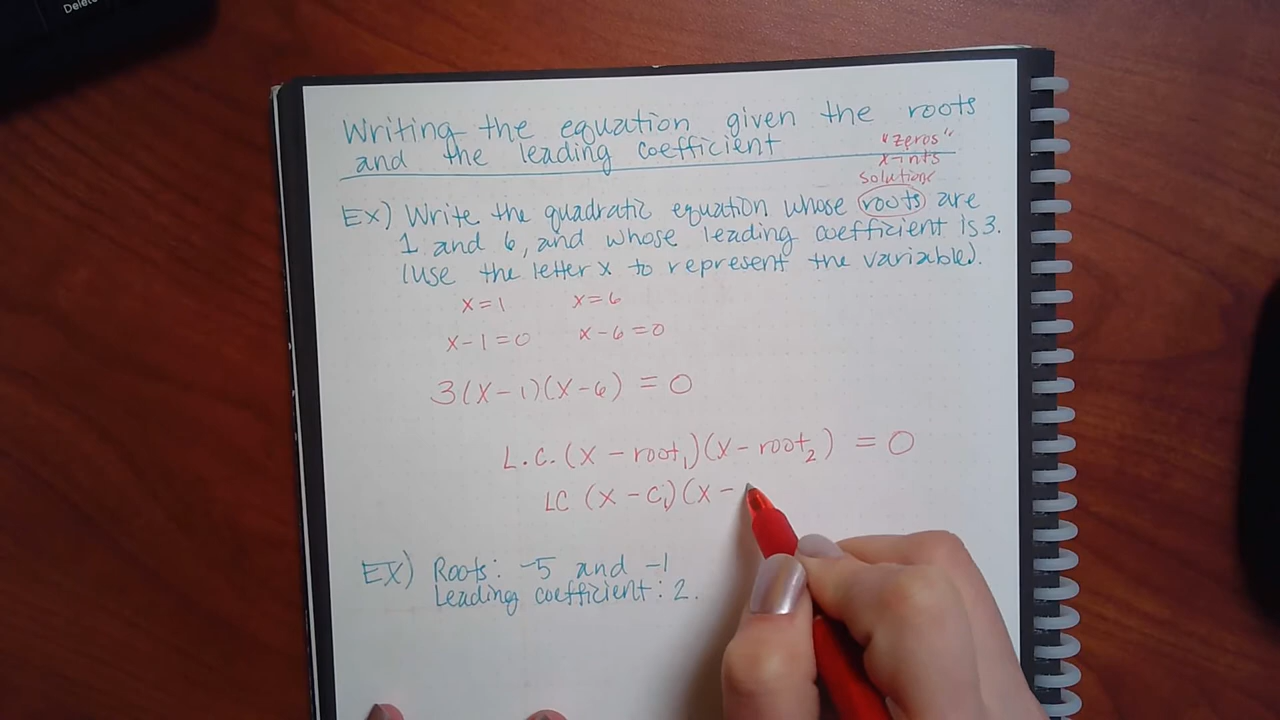 Delete
Writing the equation given the roots
and the leading coefficient
"zeros"
x-ints
solutions
EX) Write the quadratic equation whose roots are
1 and 6, and whose leading coefficient is 3.
(use the letter x to represent the variable).
x=1 x=6
x-1=0 x-6=0
3(x-1)(x-6) = 0
L.C.(x - root₁)(x - root₂) = 0
LC (x - c₁)(x -
EX) Roots: -5 and -1
Leading coefficient: 2.